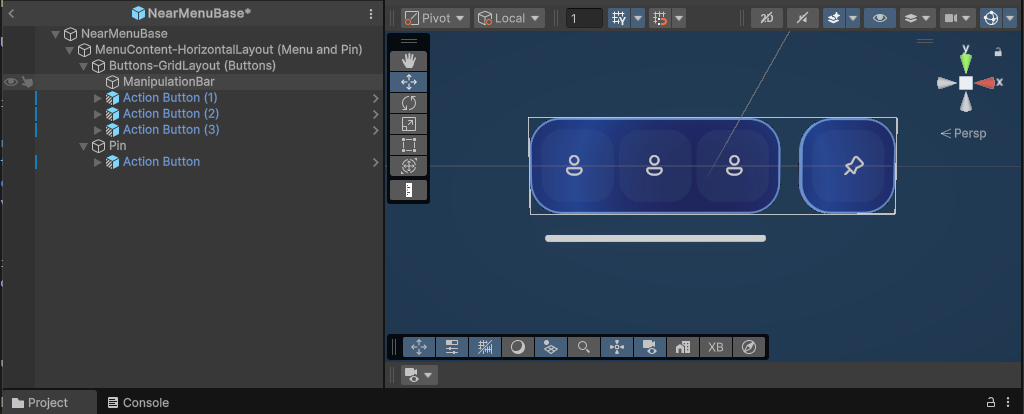 NearMenuBase*
NearMenuBase
MenuContent-HorizontalLayout (Menu and Pin)
Buttons-GridLayout (Buttons)
ManipulationBar
Action Button (1)
Action Button (2)
Action Button (3)
Pin
Action Button
Pivot
Local
1
2D
y
x
Persp
XB
Project
Console